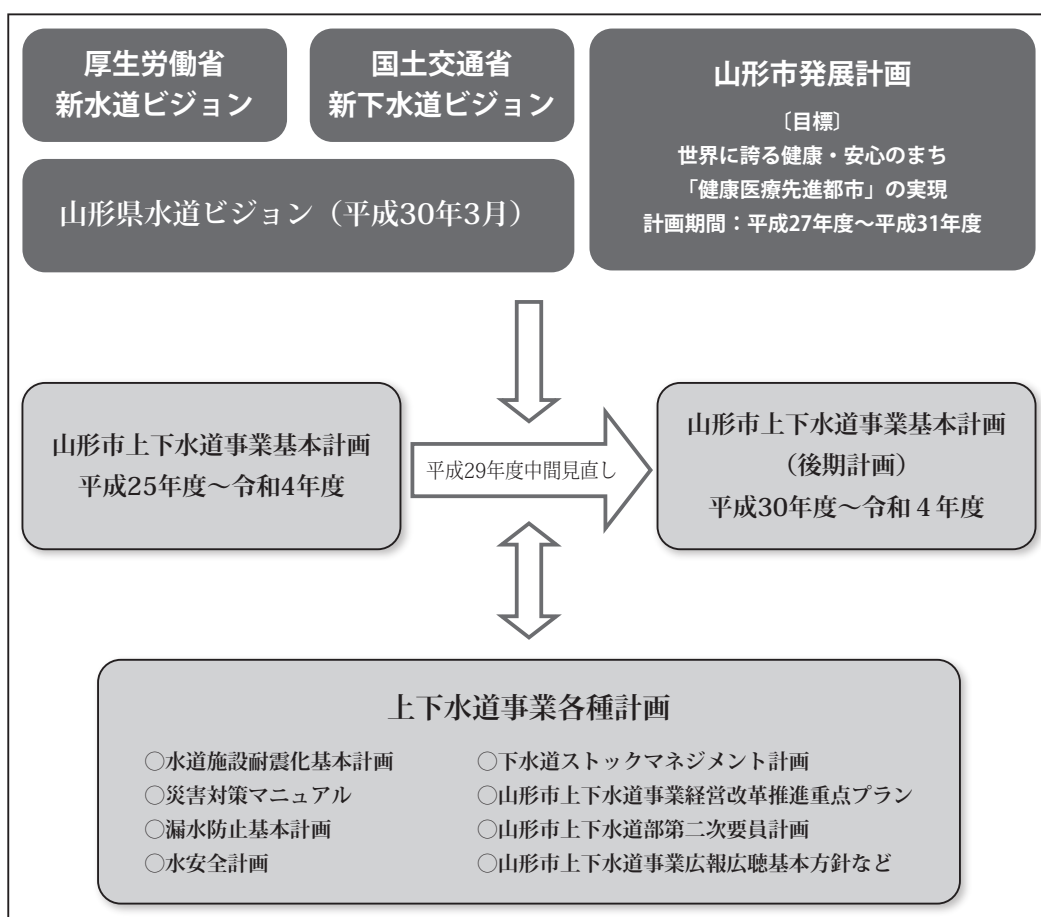 厚生労働省
新水道ビジョン
国土交通省
新下水道ビジョン
山形県水道ビジョン（平成30年3月）
山形市発展計画
〔目標〕
世界に誇る健康・安心のまち
「健康医療先進都市」の実現
計画期間：平成27年度～平成31年度
山形市上下水道事業基本計画
平成25年度～令和4年度
平成29年度中間見直し
山形市上下水道事業基本計画
（後期計画）
平成30年度～令和４年度
上下水道事業各種計画
○水道施設耐震化基本計画
○災害対策マニュアル
○漏水防止基本計画
○水安全計画
○下水道ストックマネジメント計画
○山形市上下水道事業経営改革推進重点プラン
○山形市上下水道部第二次要員計画
○山形市上下水道事業広報広聴基本方針など